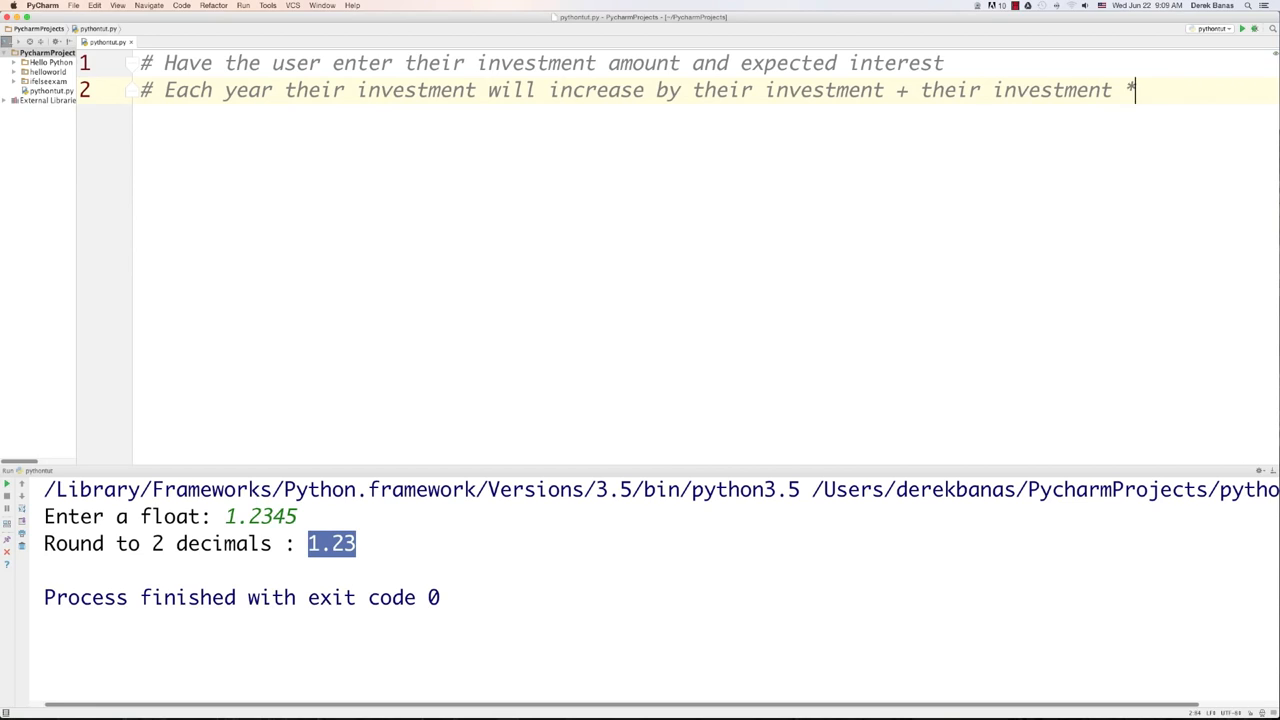 PyCharm File Edit View Navigate Code Refactor Run Tools VCS Window Help 10 Wed Jun 22 9:09 AM Derek Banas
pythontut.py - PycharmProjects - [~/PycharmProjects]
PycharmProjects pythontut.py pythontut
pythontut.py ×
PycharmProject
Hello Python
helloworld
ifelseexam
pythontut.py
External Librarie
1 # Have the user enter their investment amount and expected interest
2 # Each year their investment will increase by their investment + their investment *
Run pythontut
/Library/Frameworks/Python.framework/Versions/3.5/bin/python3.5 /Users/derekbanas/PycharmProjects/pytho
Enter a float: 1.2345
Round to 2 decimals : 1.23
Process finished with exit code 0
2:84 LF UTF-8